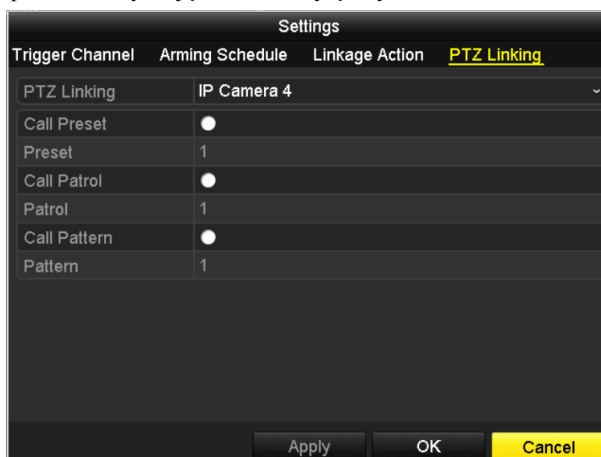 Settings
Trigger Channel Arming Schedule Linkage Action PTZ Linking
PTZ Linking IP Camera 4
Call Preset
Preset 1
Call Patrol
Patrol 1
Call Pattern
Pattern 1
Apply OK Cancel